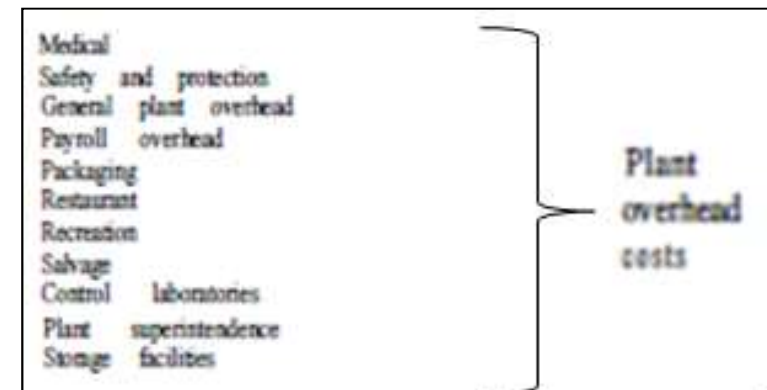 Medical
Safety and protection
General plant overhead
Payroll overhead
Packaging
Restaurant
Recreation
Salvage
Control laboratories
Plant superintendence
Storage facilities
Plant
overhead
costs